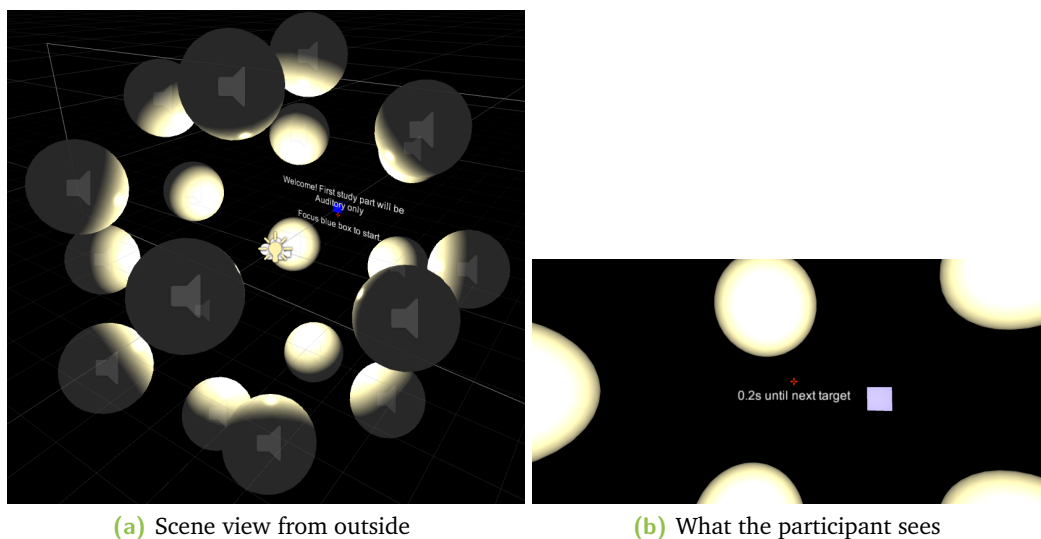 Welcome! First study part will be
Auditory only
Focus blue box to start.
0.2s until next target
(a) Scene view from outside
(b) What the participant sees